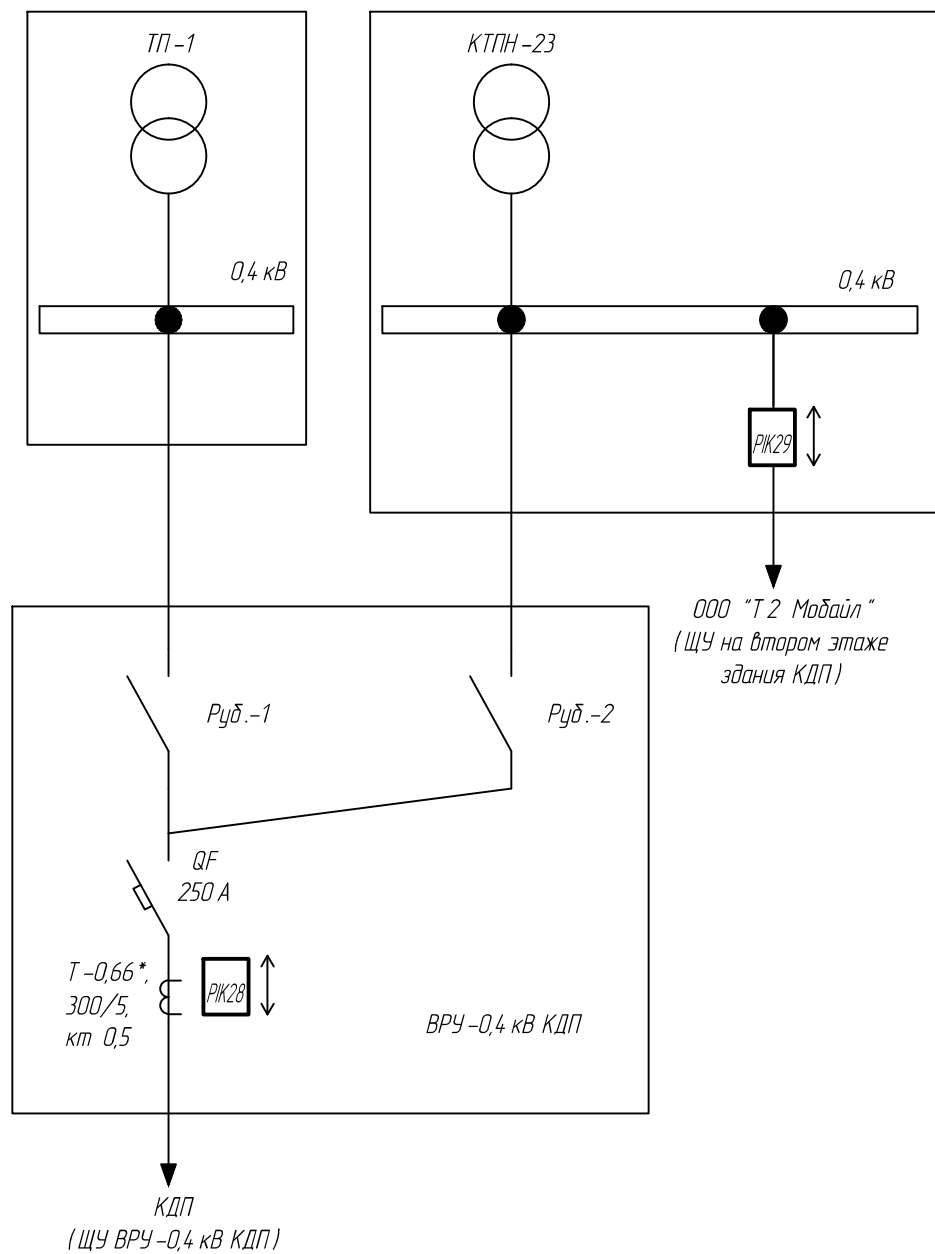 ТП-1
КТПН-23
0,4 кВ
0,4 кВ
PIK29
ООО "Т2 Мобайл"
(ЩУ на втором этаже
здания КДП)
Руб.-1
Руб.-2
QF
250 А
Т-0,66*,
300/5,
кт 0,5
PIK28
ВРУ-0,4 кВ КДП
КДП
(ЩУ ВРУ-0,4 кВ КДП)